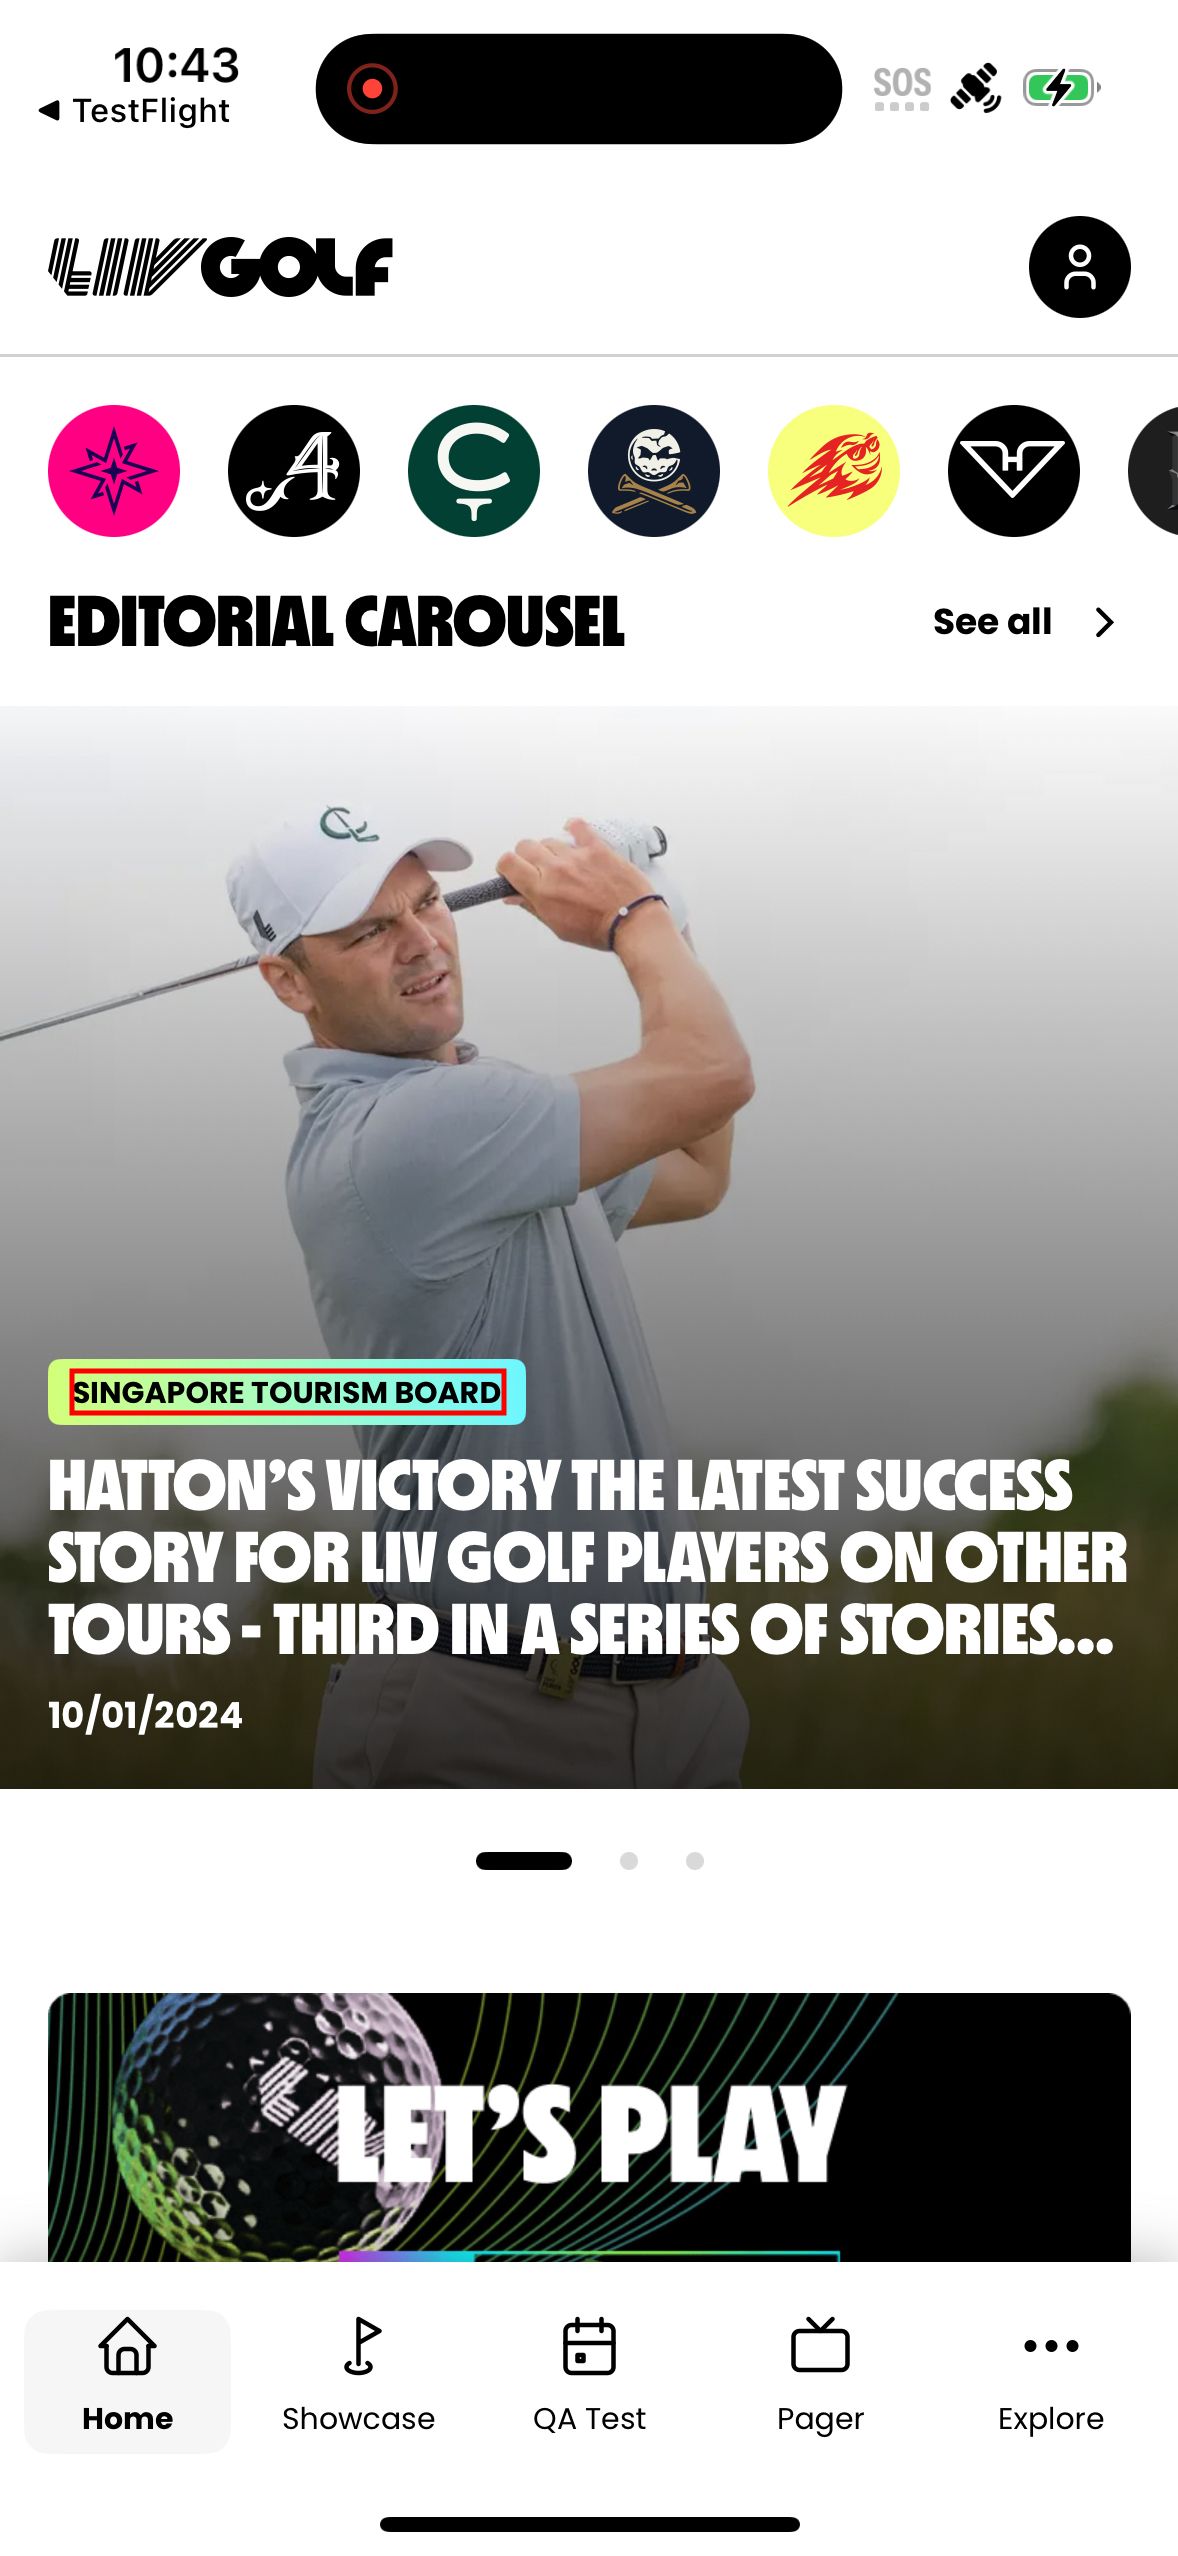 10:43
TestFlight
SOS
LIV GOLF
EDITORIAL CAROUSEL
See all
SINGAPORE TOURISM BOARD
HATTON’S VICTORY THE LATEST SUCCESS
STORY FOR LIV GOLF PLAYERS ON OTHER
TOURS - THIRD IN A SERIES OF STORIES...
10/01/2024
LET’S PLAY
Home
Showcase
QA Test
Pager
Explore